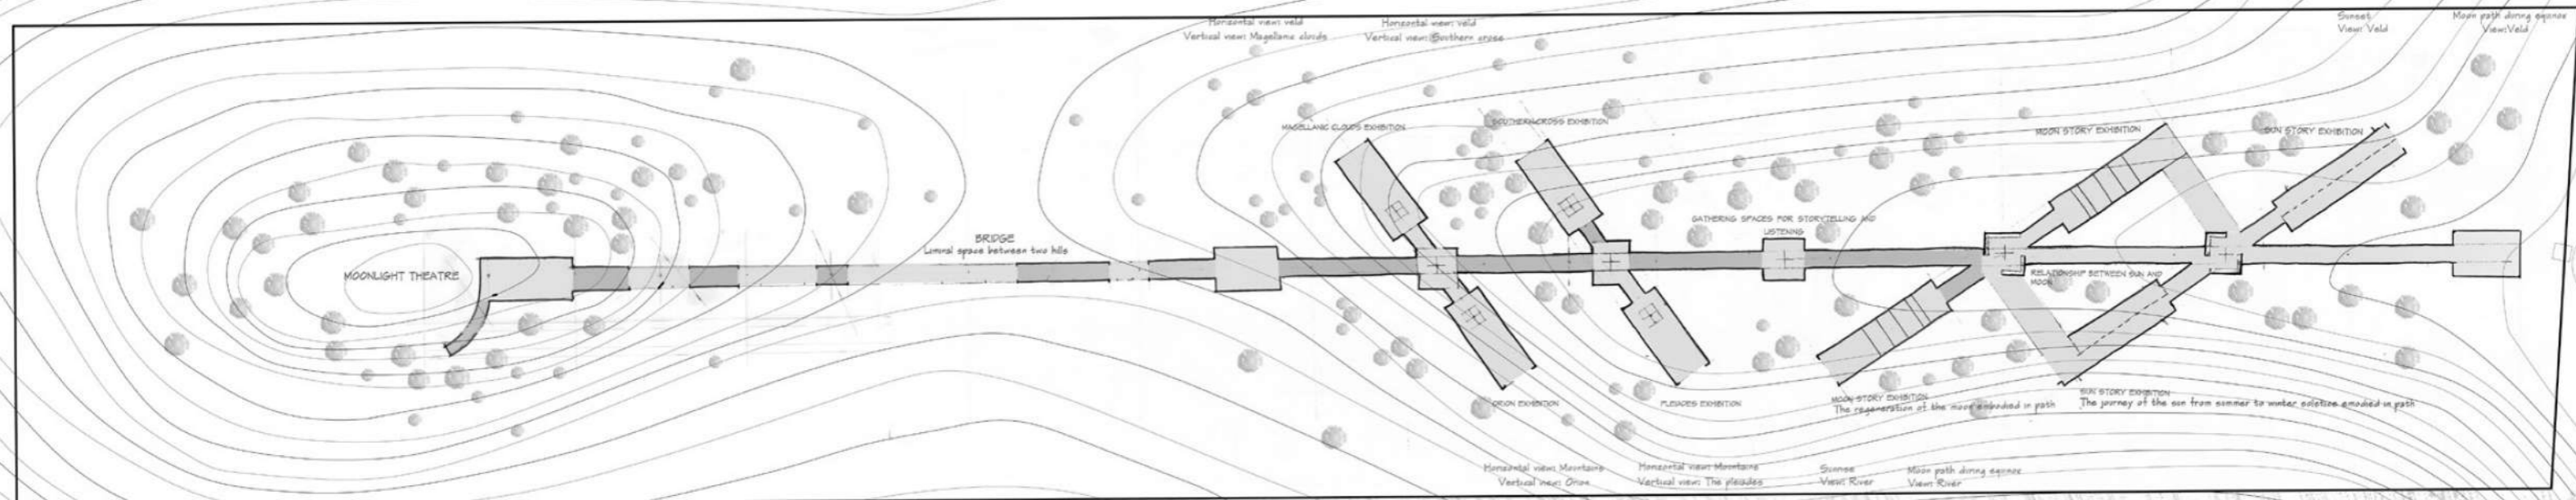 Horizontal view: veld
Vertical view: Magellanic clouds
Horizontal view: veld
Vertical view: Southern cross
Sunset
View: Veld
Moon path during equnox
View: Veld
MAGELLANIC CLOUDS EXHIBITION
SOUTHERN CROSS EXHIBITION
MOON STORY EXHIBITION
SUN STORY EXHIBITION
GATHERING SPACES FOR STORYTELLING AND
LISTENING
BRIDGE
Liminal space between two hills
MOONLIGHT THEATRE
RELATIONSHIP BETWEEN SUN AND
MOON
ORION EXHIBITION
PLEIADES EXHIBITION
MOON STORY EXHIBITION
The regeneration of the moon embodied in path
SUN STORY EXHIBITION
The journey of the sun from summer to winter solstice emodied in path
Horizontal view: Mountains
Vertical view: Orion
Horizontal view: Mountains
Vertical view: The pleiades
Sunrise
View: River
Moon path during equnox
View: River